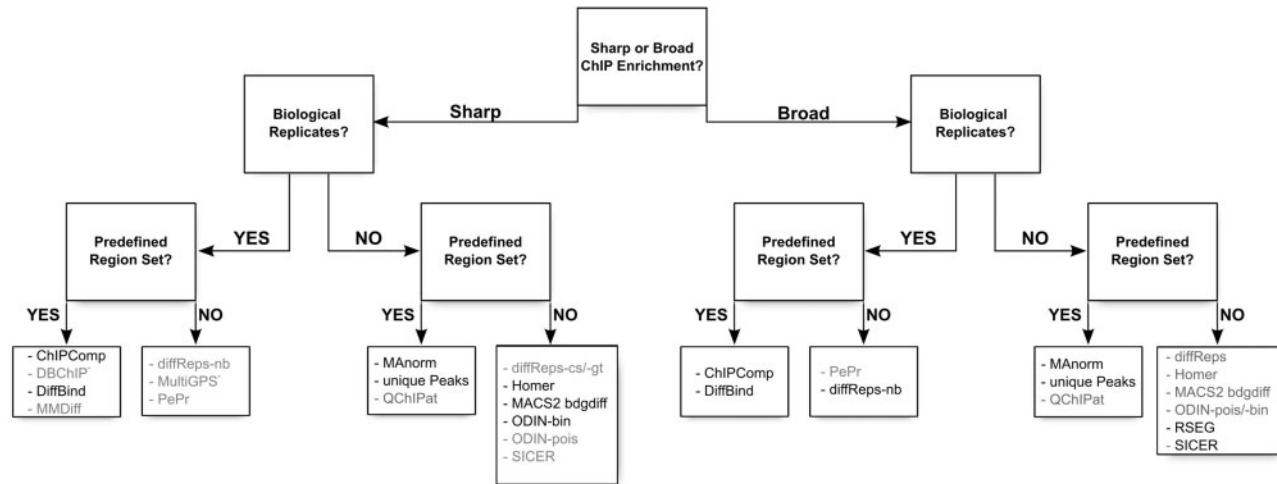 Sharp or Broad
ChIP Enrichment?
Biological
Replicates?
Sharp
Broad
Biological
Replicates?
Predefined
Region Set?
YES
NO
Predefined
Region Set?
Predefined
Region Set?
YES
NO
Predefined
Region Set?
YES
NO
YES
NO
YES
NO
YES
NO
- ChIPComp
- DBChIP*
- DiffBind
- MMDiff
- diffReps-nb
- MultiGPS*
- PePr
- MAnorm
- unique Peaks
- QChIPat
- diffReps-cs/-gt
- Homer
- MACS2 bdgdiff
- ODIN-bin
- ODIN-pois
- SICER
- ChIPComp
- DiffBind
- PePr
- diffReps-nb
- MAnorm
- unique Peaks
- QChIPat
- diffReps
- Homer
- MACS2 bdgdiff
- ODIN-pois/-bin
- RSEG
- SICER